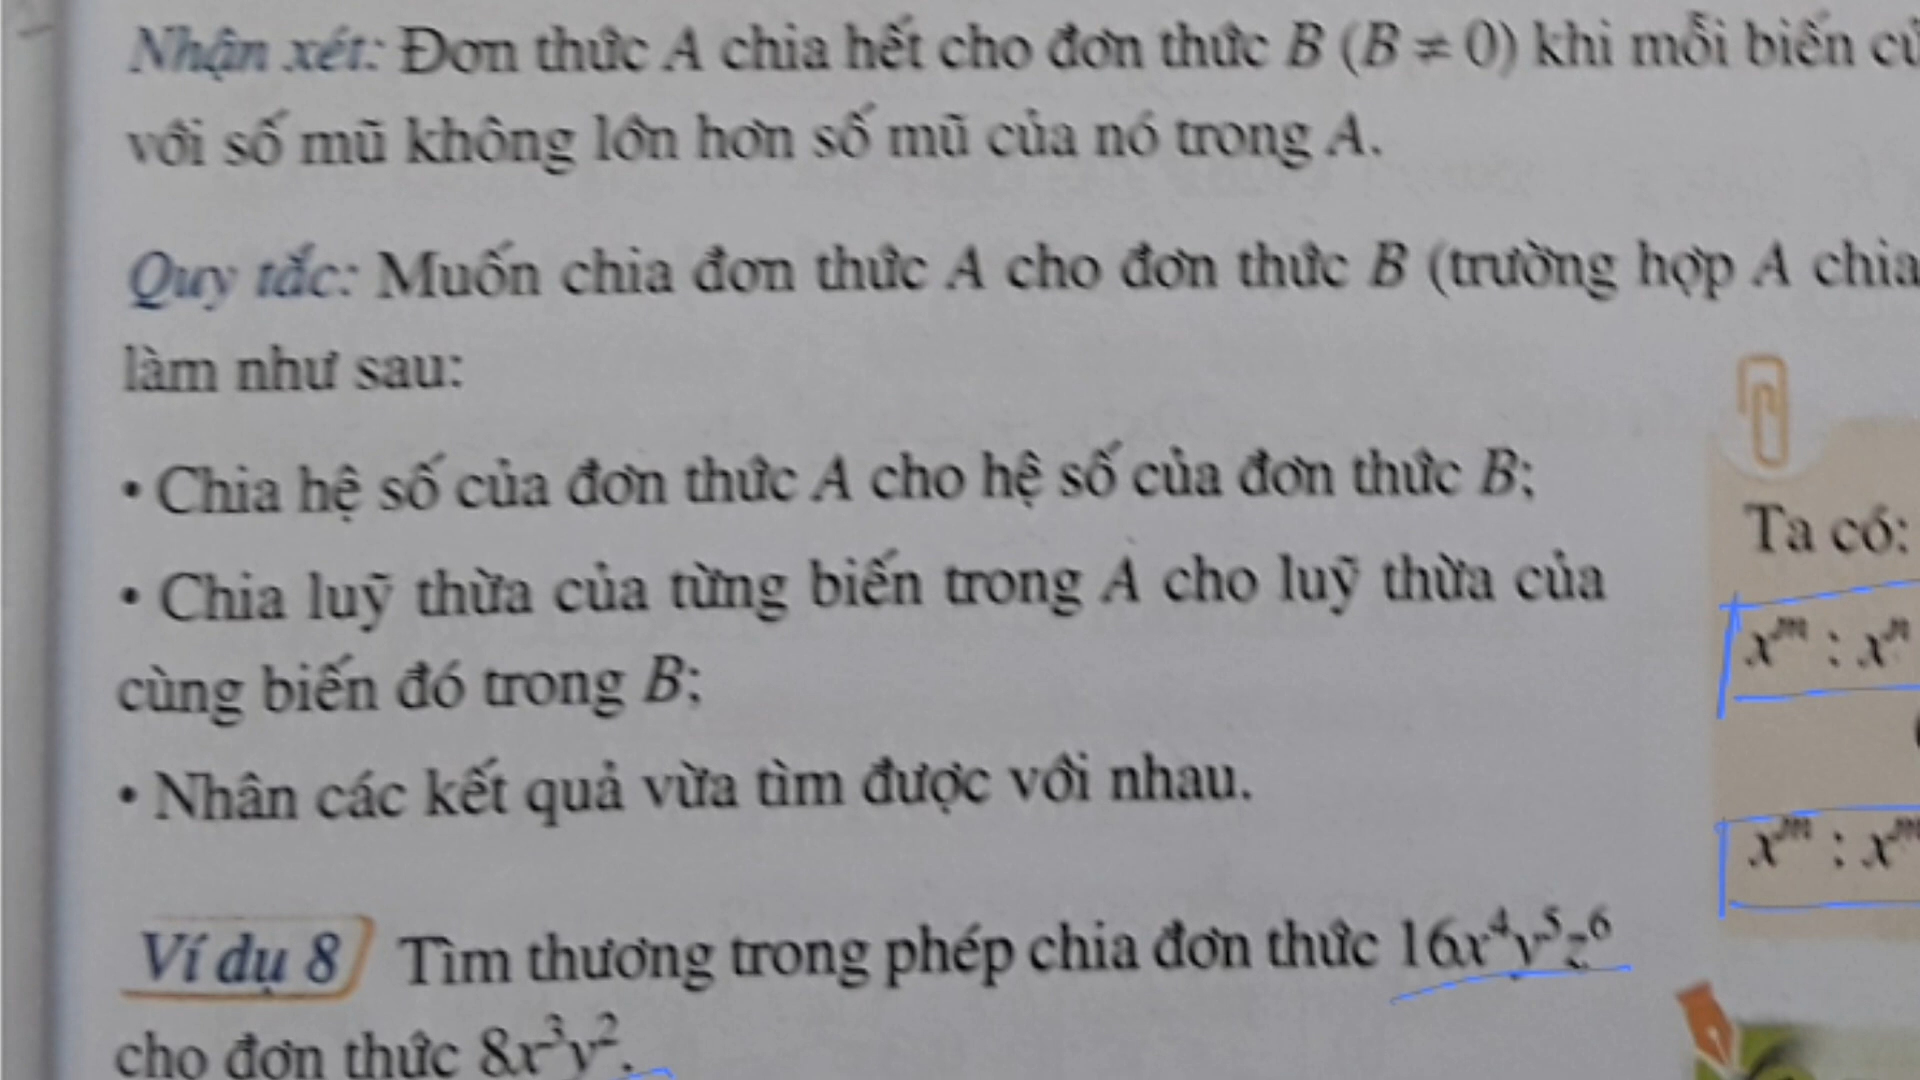 Nhận xét: Đơn thức A chia hết cho đơn thức B (B ≠ 0) khi mỗi biến
với số mũ không lớn hơn số mũ của nó trong A.
Quy tắc: Muốn chia đơn thức A cho đơn thức B (trường hợp A chia
làm như sau:
• Chia hệ số của đơn thức A cho hệ số của đơn thức B;
• Chia luỹ thừa của từng biến trong A cho luỹ thừa của
cùng biến đó trong B;
• Nhân các kết quả vừa tìm được với nhau.
Ta có:
xᵐ : xⁿ
xᵐ : xᵐ
Ví dụ 8 Tìm thương trong phép chia đơn thức 16x⁴y⁵z⁶
cho đơn thức 8x³y².